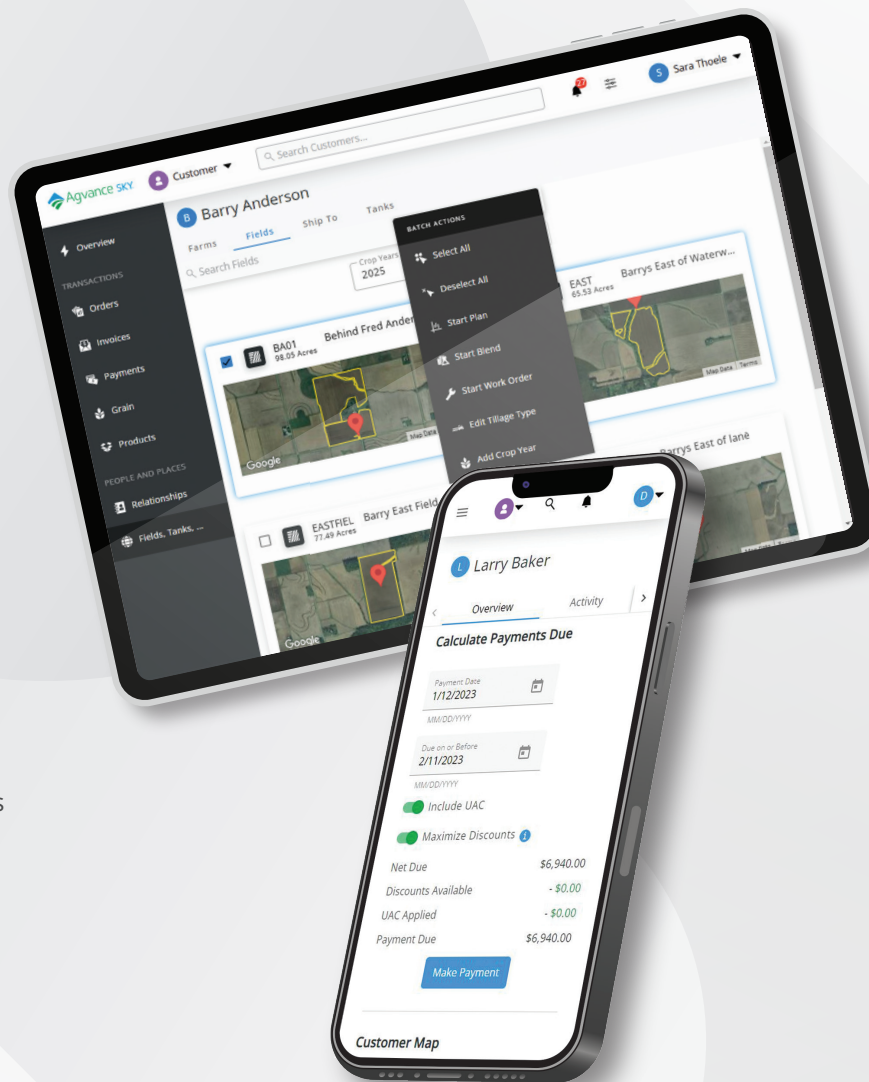 Agvance SKY
Customer
Search Customers...
27
S
Sara Thoele
Overview
TRANSACTIONS
Orders
Invoices
Payments
Grain
Products
PEOPLE AND PLACES
Relationships
Fields, Tanks, ...
B
Barry Anderson
Farms
Fields
Ship To
Tanks
Search Fields
Crop Years
2025
BATCH ACTIONS
Select All
Deselect All
Start Plan
Start Blend
Start Work Order
Edit Tillage Type
Add Crop Year
BA01
Behind Fred Ander
98.05 Acres
Google
Map Data
EAST
Barrys East of Waterw...
65.53 Acres
Map Data
Terms
EASTFIEL
Barry East Field
77.49 Acres
Google
Barrys East of lane
D
L
Larry Baker
Overview
Activity
Calculate Payments Due
Payment Date
1/12/2023
MM/DD/YYYY
Due on or Before
2/11/2023
MM/DD/YYYY
Include UAC
Maximize Discounts
Net Due $6,940.00
Discounts Available - $0.00
UAC Applied - $0.00
Payment Due $6,940.00
Make Payment
Customer Map
s